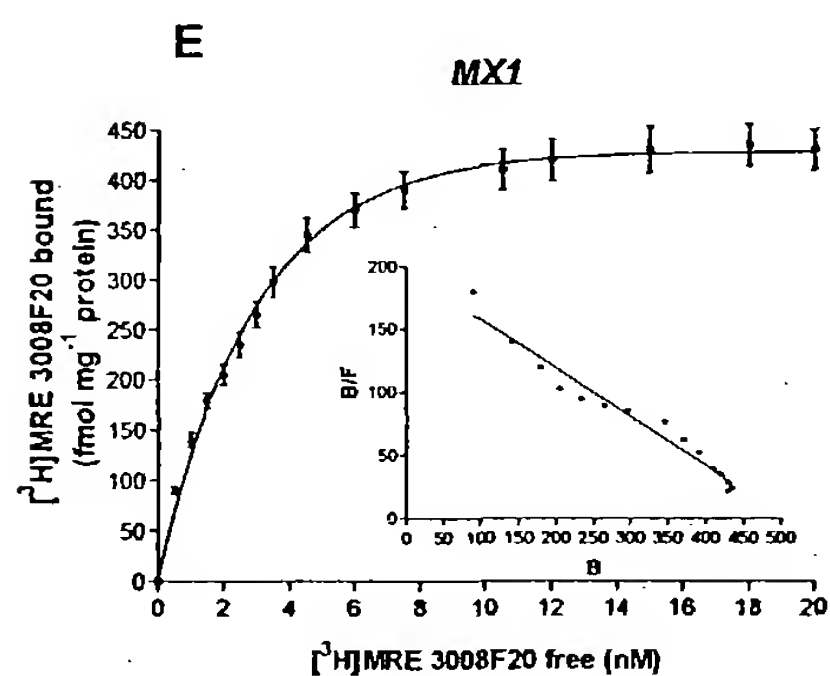 E
MX1
[³H]MRE 3008F20 bound
(fmol mg⁻¹ protein)
450
400
350
300
250
200
150
100
50
0
0 2 4 6 8 10 12 14 16 18 20
[³H]MRE 3008F20 free (nM)
B/F
200
150
100
50
0
0 50 100 150 200 250 300 350 400 450 500
B